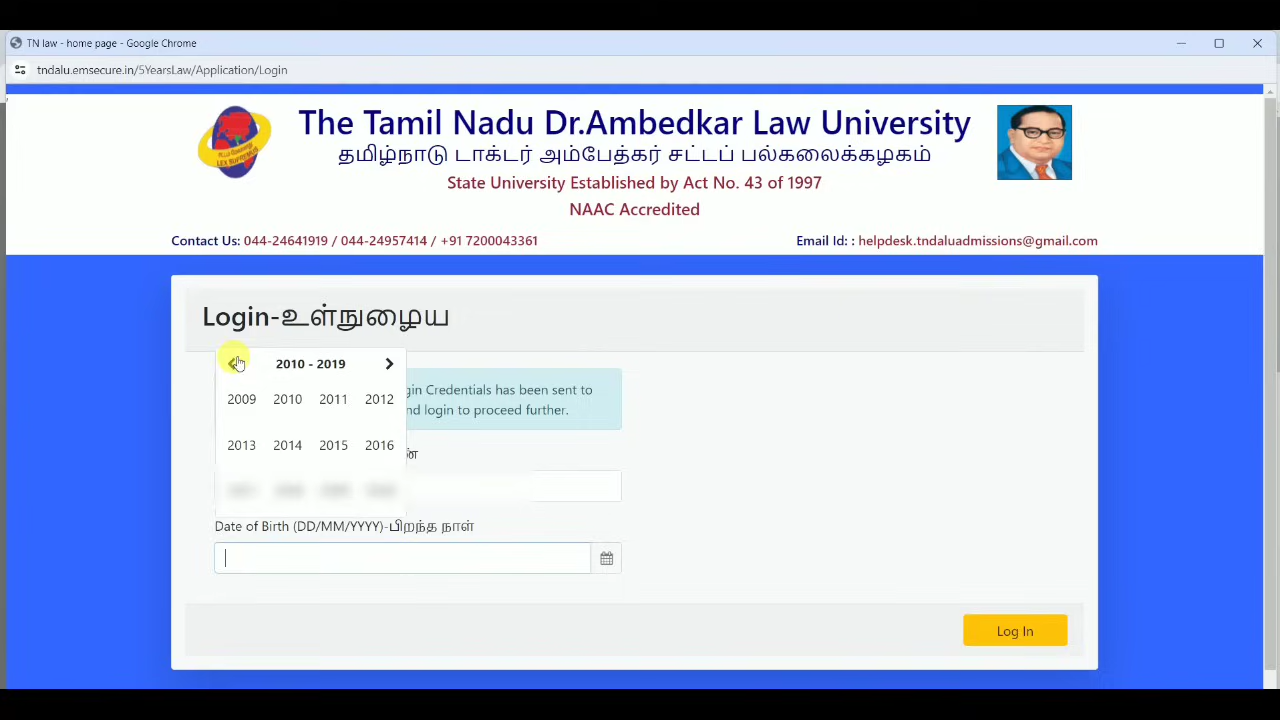 TN law - home page - Google Chrome
tndalu.emsecure.in/5YearsLaw/Application/Login
The Tamil Nadu Dr.Ambedkar Law University
தமிழ்நாடு டாக்டர் அம்பேத்கர் சட்டப் பல்கலைக்கழகம்
State University Established by Act No. 43 of 1997
NAAC Accredited
Contact Us: 044-24641919 / 044-24957414 / +91 7200043361
Email Id: : helpdesk.tndaluadmissions@gmail.com
Login-உள்நுழைய
2010 - 2019
2009 2010 2011 2012
2013 2014 2015 2016
Credentials has been sent to
login to proceed further.
Date of Birth (DD/MM/YYYY)-பிறந்த நாள்
Log In